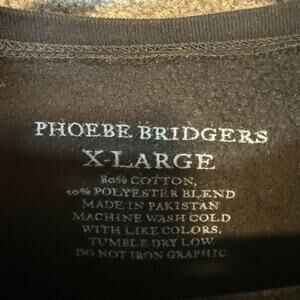 PHOEBE BRIDGERS
X-LARGE
80% COTTON,
20% POLYESTER BLEND
MADE IN PAKISTAN
MACHINE WASH COLD
WITH LIKE COLORS.
TUMBLE DRY LOW.
DO NOT IRON GRAPHIC.